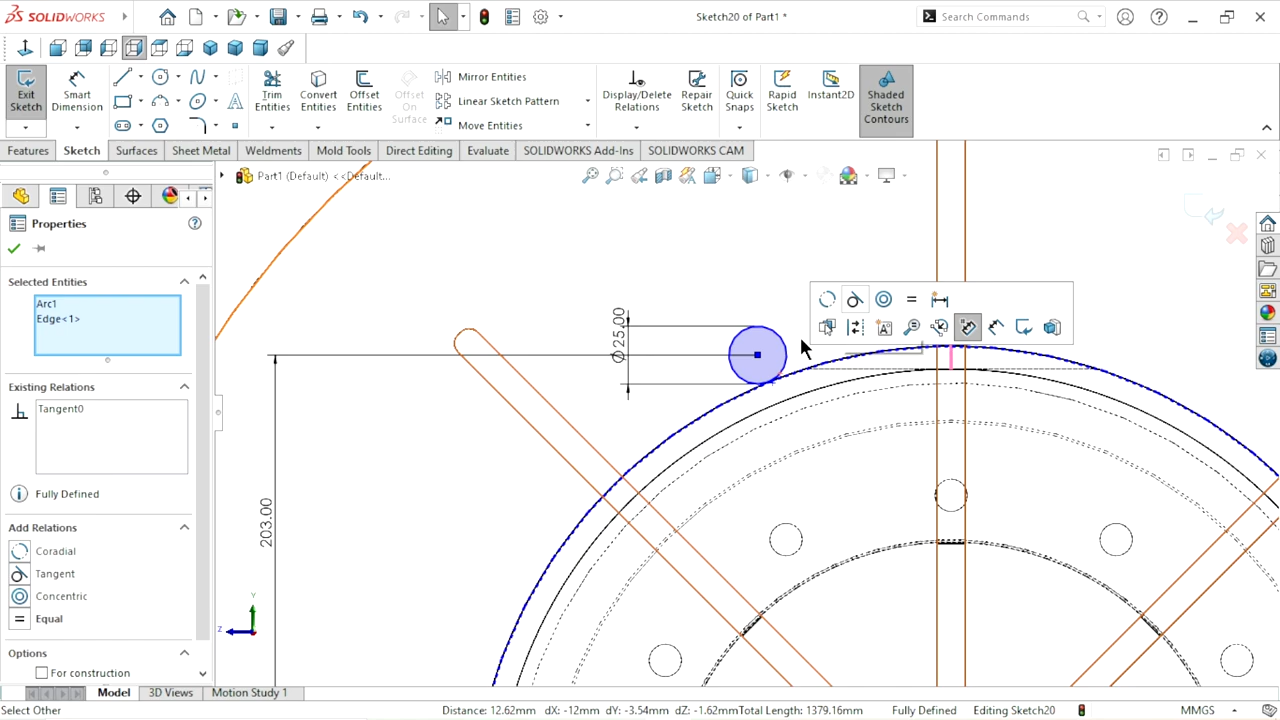 SOLIDWORKS
Sketch20 of Part1 *
Search Commands
Exit Sketch
Smart Dimension
Trim Entities
Convert Entities
Offset Entities
Offset On Surface
Mirror Entities
Linear Sketch Pattern
Move Entities
Display/Delete Relations
Repair Sketch
Quick Snaps
Rapid Sketch
Instant2D
Shaded Sketch Contours
Features
Sketch
Surfaces
Sheet Metal
Weldments
Mold Tools
Direct Editing
Evaluate
SOLIDWORKS Add-Ins
SOLIDWORKS CAM
Part1 (Default) <<Default...
Properties
Selected Entities
Arc1
Edge<1>
Existing Relations
Tangent0
Fully Defined
Add Relations
Coradial
Tangent
Concentric
Equal
Options
For construction
Ø25.00
203.00
Y
Z
Model
3D Views
Motion Study 1
Select Other
Distance: 12.62mm dX: -12mm dY: -3.54mm dZ: -1.62mmTotal Length: 1379.16mm
Fully Defined
Editing Sketch20
MMGS